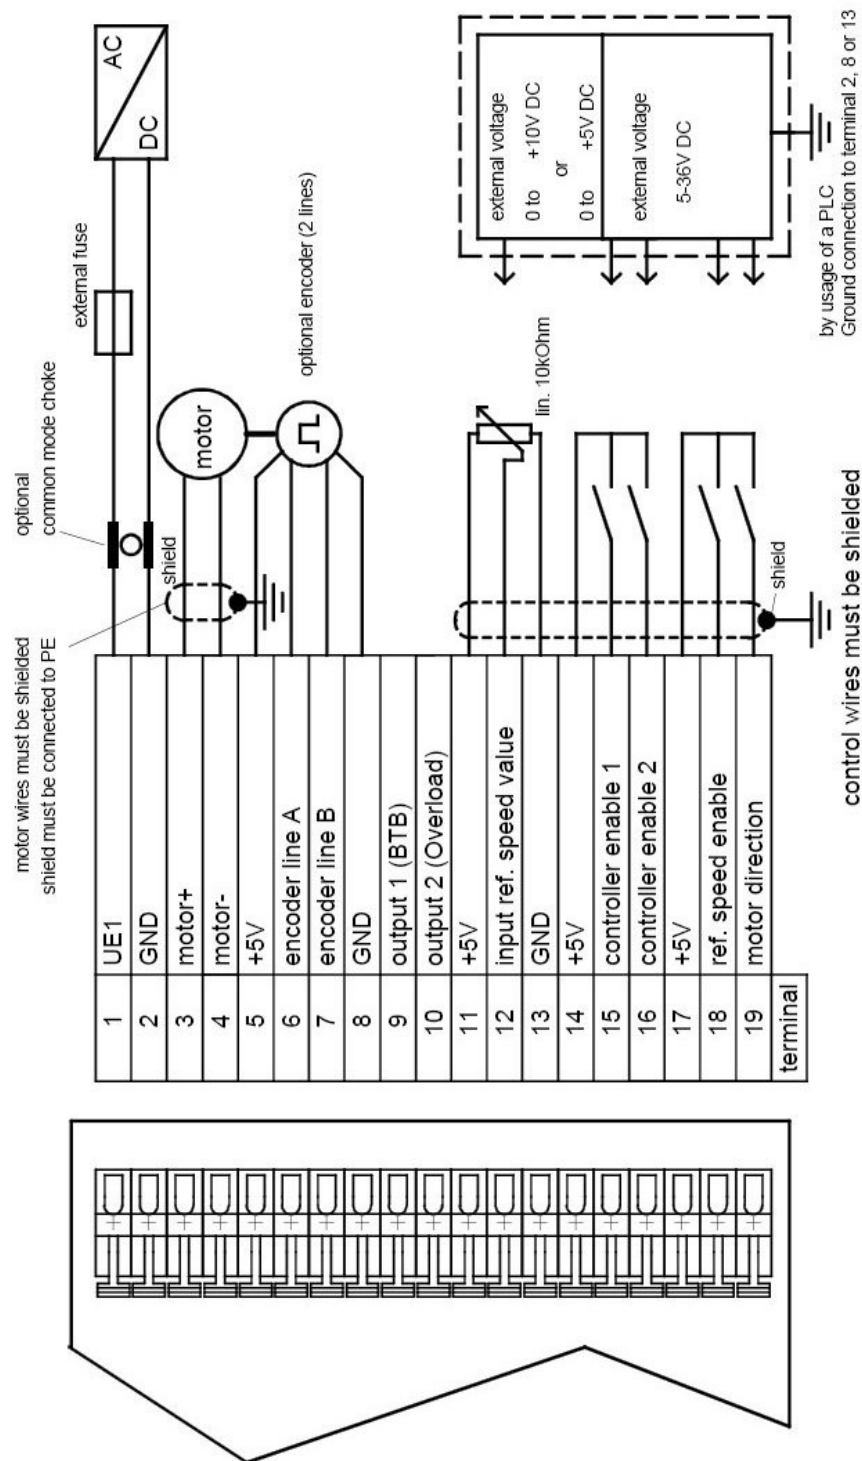 AC
DC
external fuse
optional
common mode choke
motor wires must be shielded
shield must be connected to PE
shield
motor
optional encoder (2 lines)
lin. 10kOhm
external voltage
0 to +10V DC
or
0 to +5V DC
external voltage
5-36V DC
by usage of a PLC
Ground connection to terminal 2, 8 or 13
shield
control wires must be shielded
1 UE1
2 GND
3 motor+
4 motor-
5 +5V
6 encoder line A
7 encoder line B
8 GND
9 output 1 (BTB)
10 output 2 (Overload)
11 +5V
12 input ref. speed value
13 GND
14 +5V
15 controller enable 1
16 controller enable 2
17 +5V
18 ref. speed enable
19 motor direction
terminal